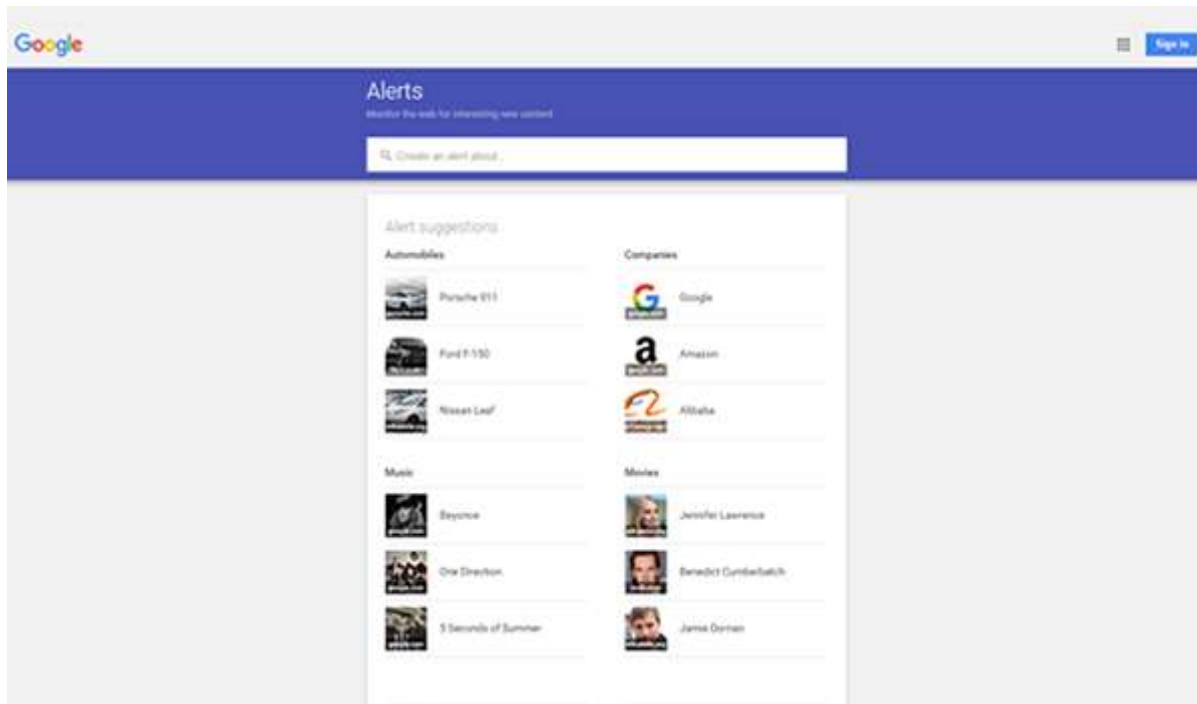 Google
Sign in
Alerts
Monitor the web for interesting new content
Create an alert about...
Alert suggestions
Automobiles
Porsche 911
Ford F-150
Nissan Leaf
Companies
Google
Amazon
Alibaba
Music
Beyonce
One Direction
5 Seconds of Summer
Movies
Jennifer Lawrence
Benedict Cumberbatch
Jamie Dornan